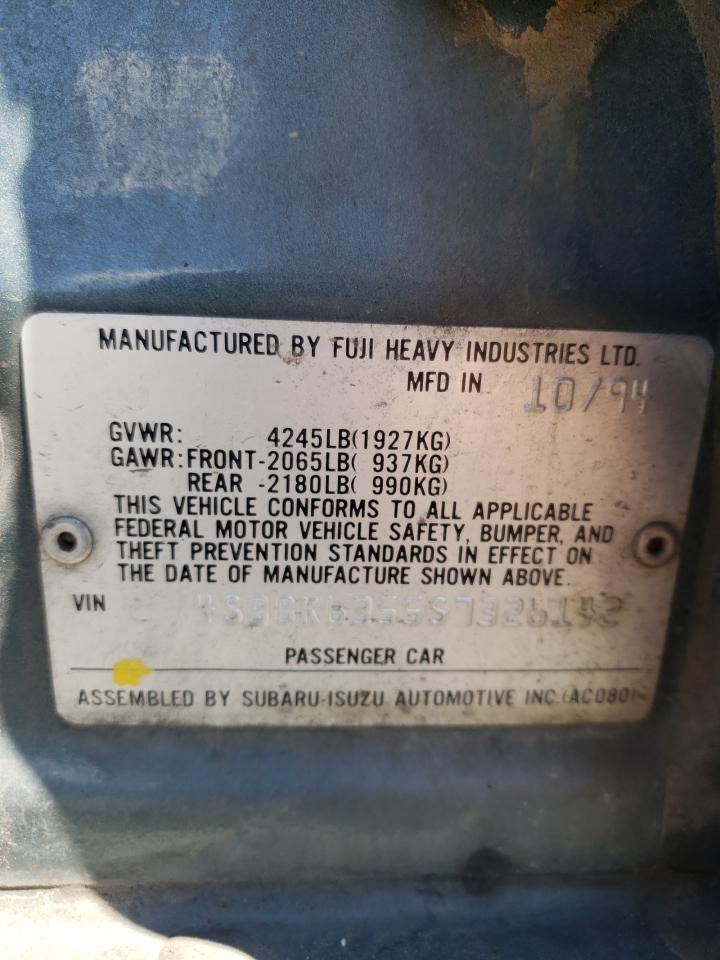 MANUFACTURED BY FUJI HEAVY INDUSTRIES LTD.
MFD IN 10/94
GVWR: 4245LB(1927KG)
GAWR:FRONT-2065LB( 937KG)
REAR -2180LB( 990KG)
THIS VEHICLE CONFORMS TO ALL APPLICABLE
FEDERAL MOTOR VEHICLE SAFETY, BUMPER, AND
THEFT PREVENTION STANDARDS IN EFFECT ON
THE DATE OF MANUFACTURE SHOWN ABOVE.
VIN
PASSENGER CAR
ASSEMBLED BY SUBARU-ISUZU AUTOMOTIVE INC.(AC080)